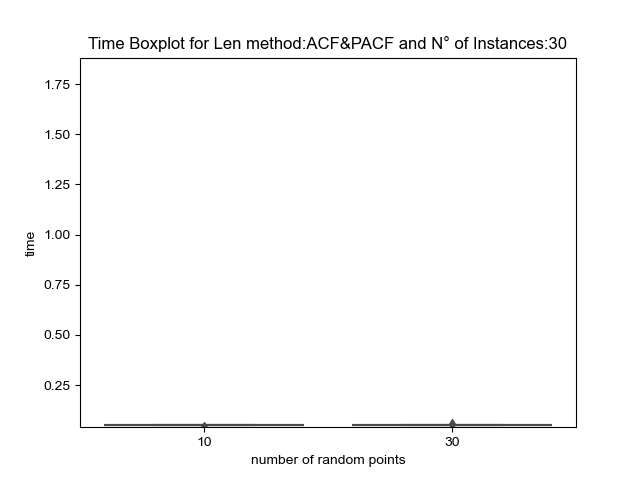 Time Boxplot for Len method:ACF&PACF and N° of Instances:30
1.75
1.50
1.25
1.00
0.75
0.50
0.25
time
10 30
number of random points